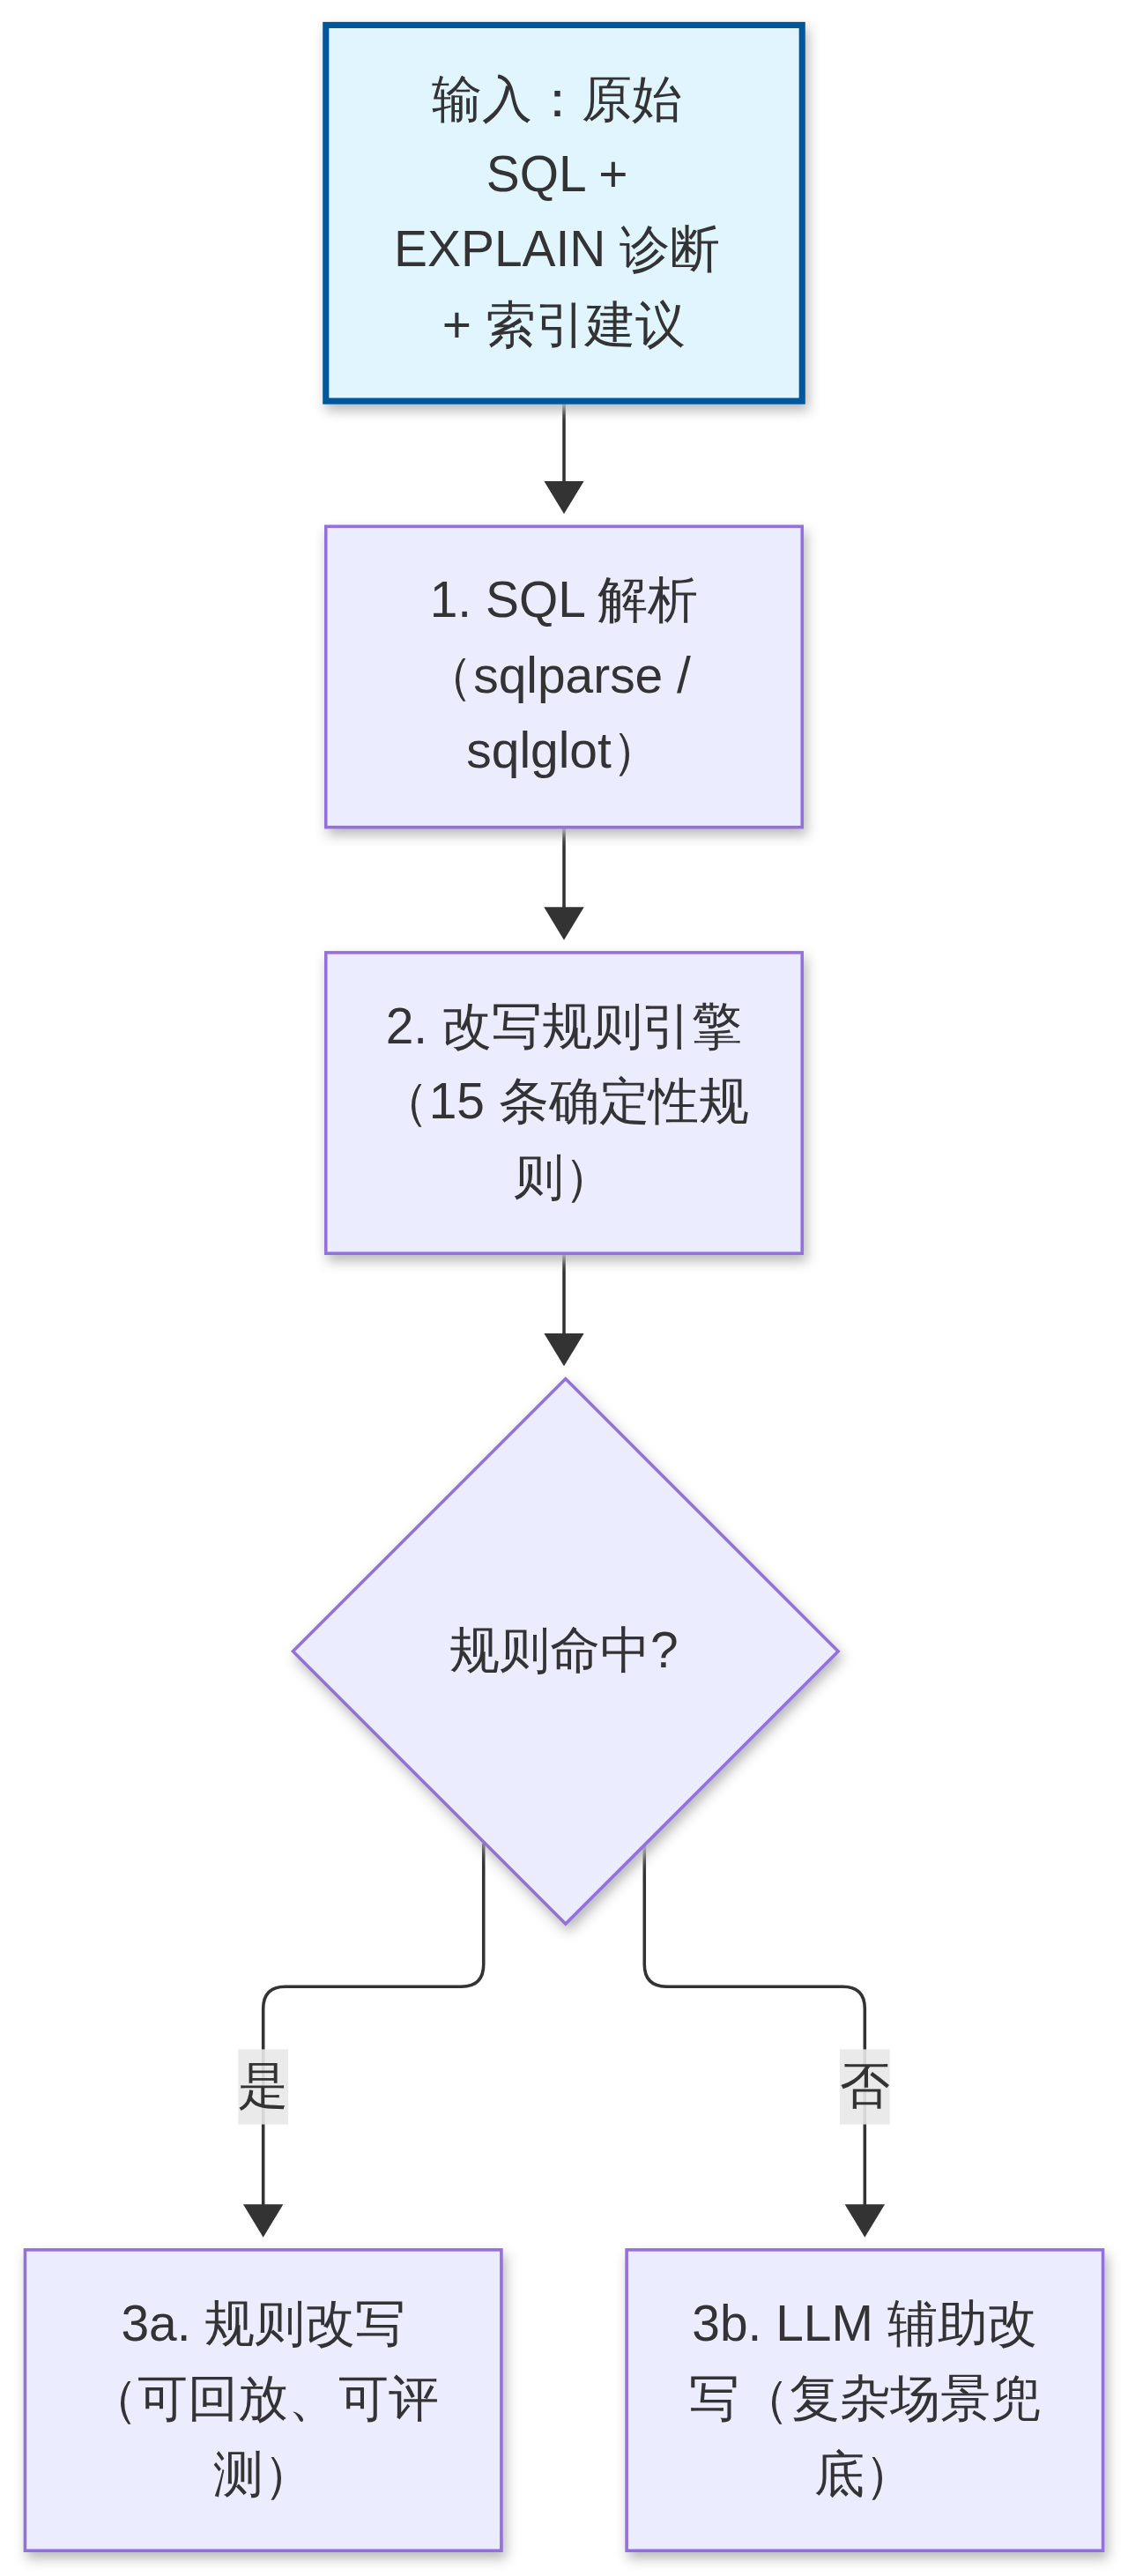 输入：原始
SQL +
EXPLAIN 诊断
+ 索引建议
1. SQL 解析
（sqlparse /
sqlglot）
2. 改写规则引擎
（15 条确定性规
则）
规则命中?
是
否
3a. 规则改写
（可回放、可评
测）
3b. LLM 辅助改
写（复杂场景兜
底）